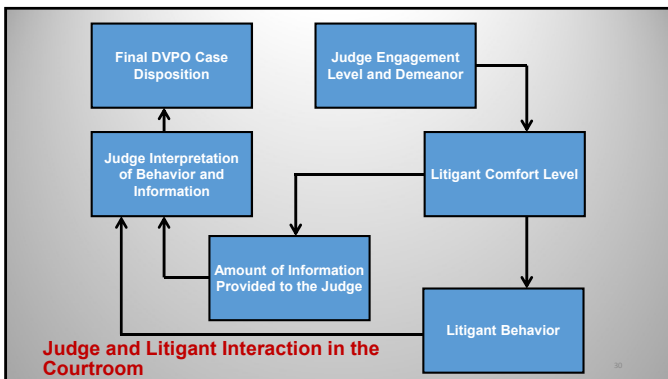 Final DVPO Case
Disposition
Judge Engagement
Level and Demeanor
Judge Interpretation
of Behavior and
Information
Litigant Comfort Level
Amount of Information
Provided to the Judge
Litigant Behavior
Judge and Litigant Interaction in the
Courtroom
30